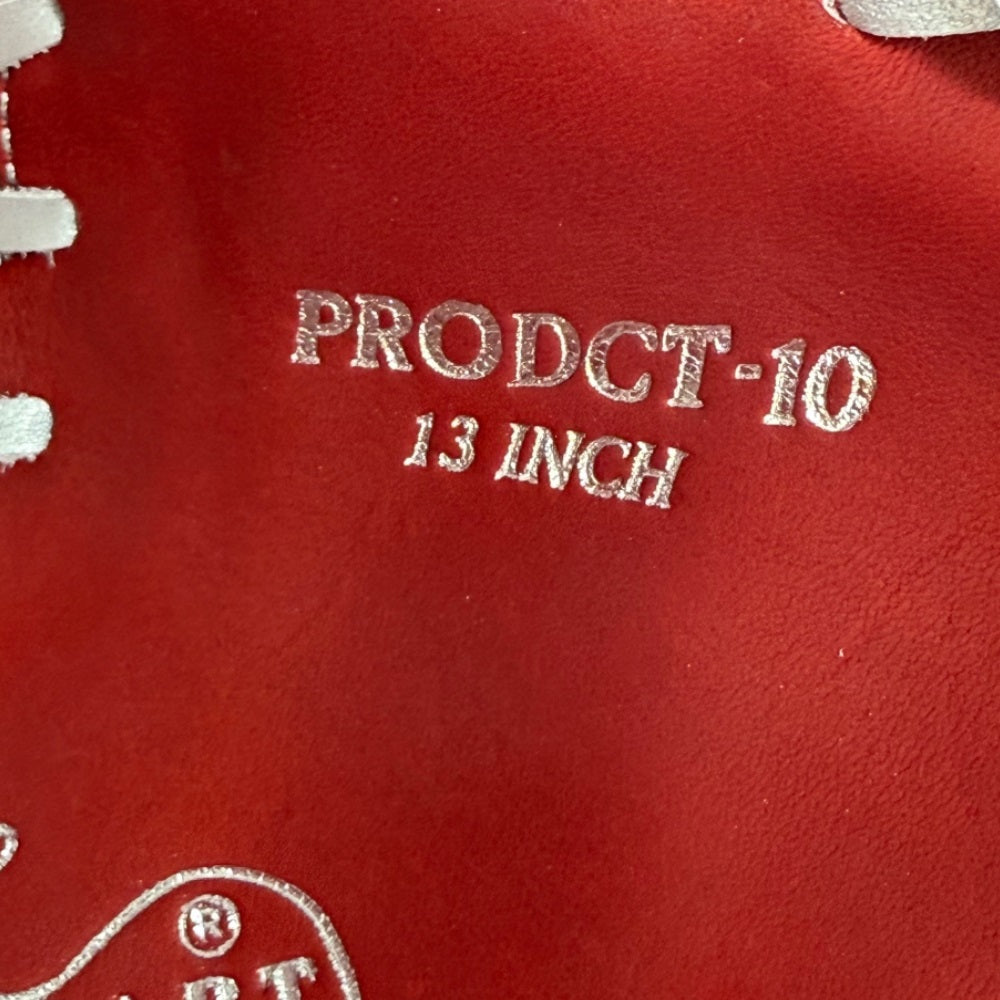 PRODCT-10
13 INCH
®